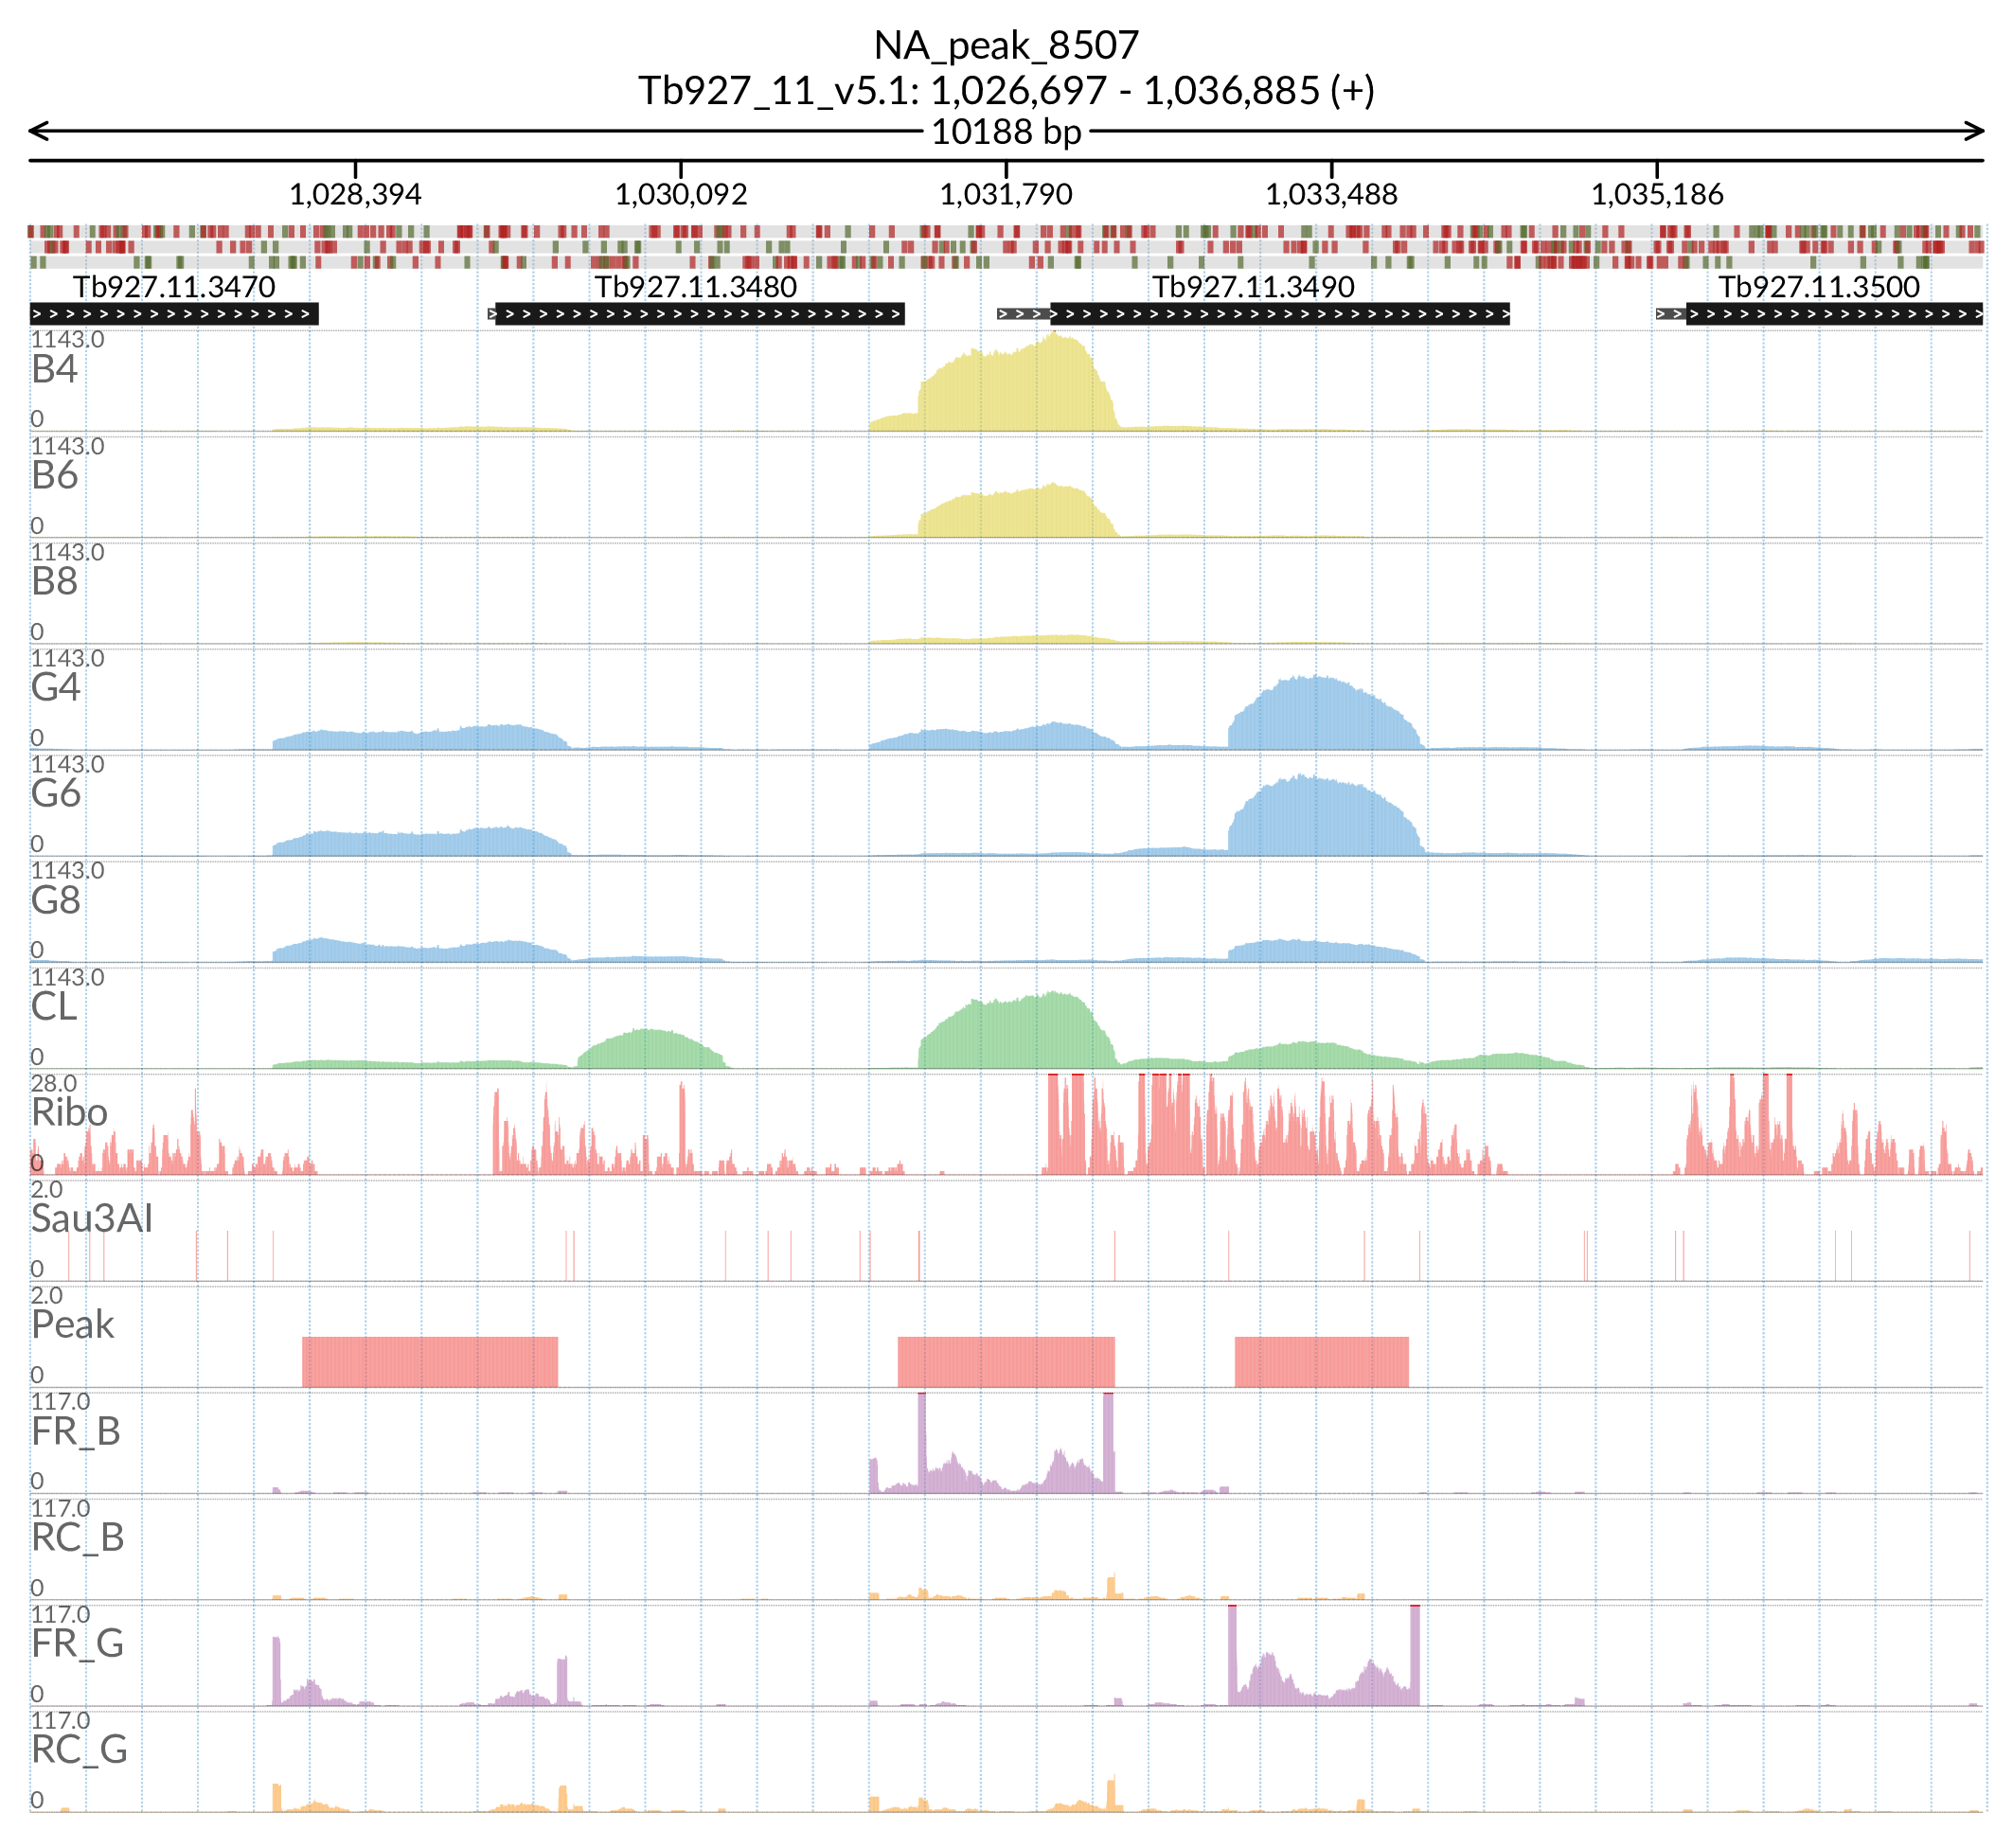 NA_peak_8507
Tb927_11_v5.1: 1,026,697 - 1,036,885 (+)
10188 bp
1,028,394 1,030,092 1,031,790 1,033,488 1,035,186
Tb927.11.3470 Tb927.11.3480 Tb927.11.3490 Tb927.11.3500
1143.0
B4
0
1143.0
B6
0
1143.0
B8
0
1143.0
G4
0
1143.0
G6
0
1143.0
G8
0
1143.0
CL
0
28.0
Ribo
0
2.0
Sau3AI
0
2.0
Peak
0
117.0
FR_B
0
117.0
RC_B
0
117.0
FR_G
0
117.0
RC_G
0